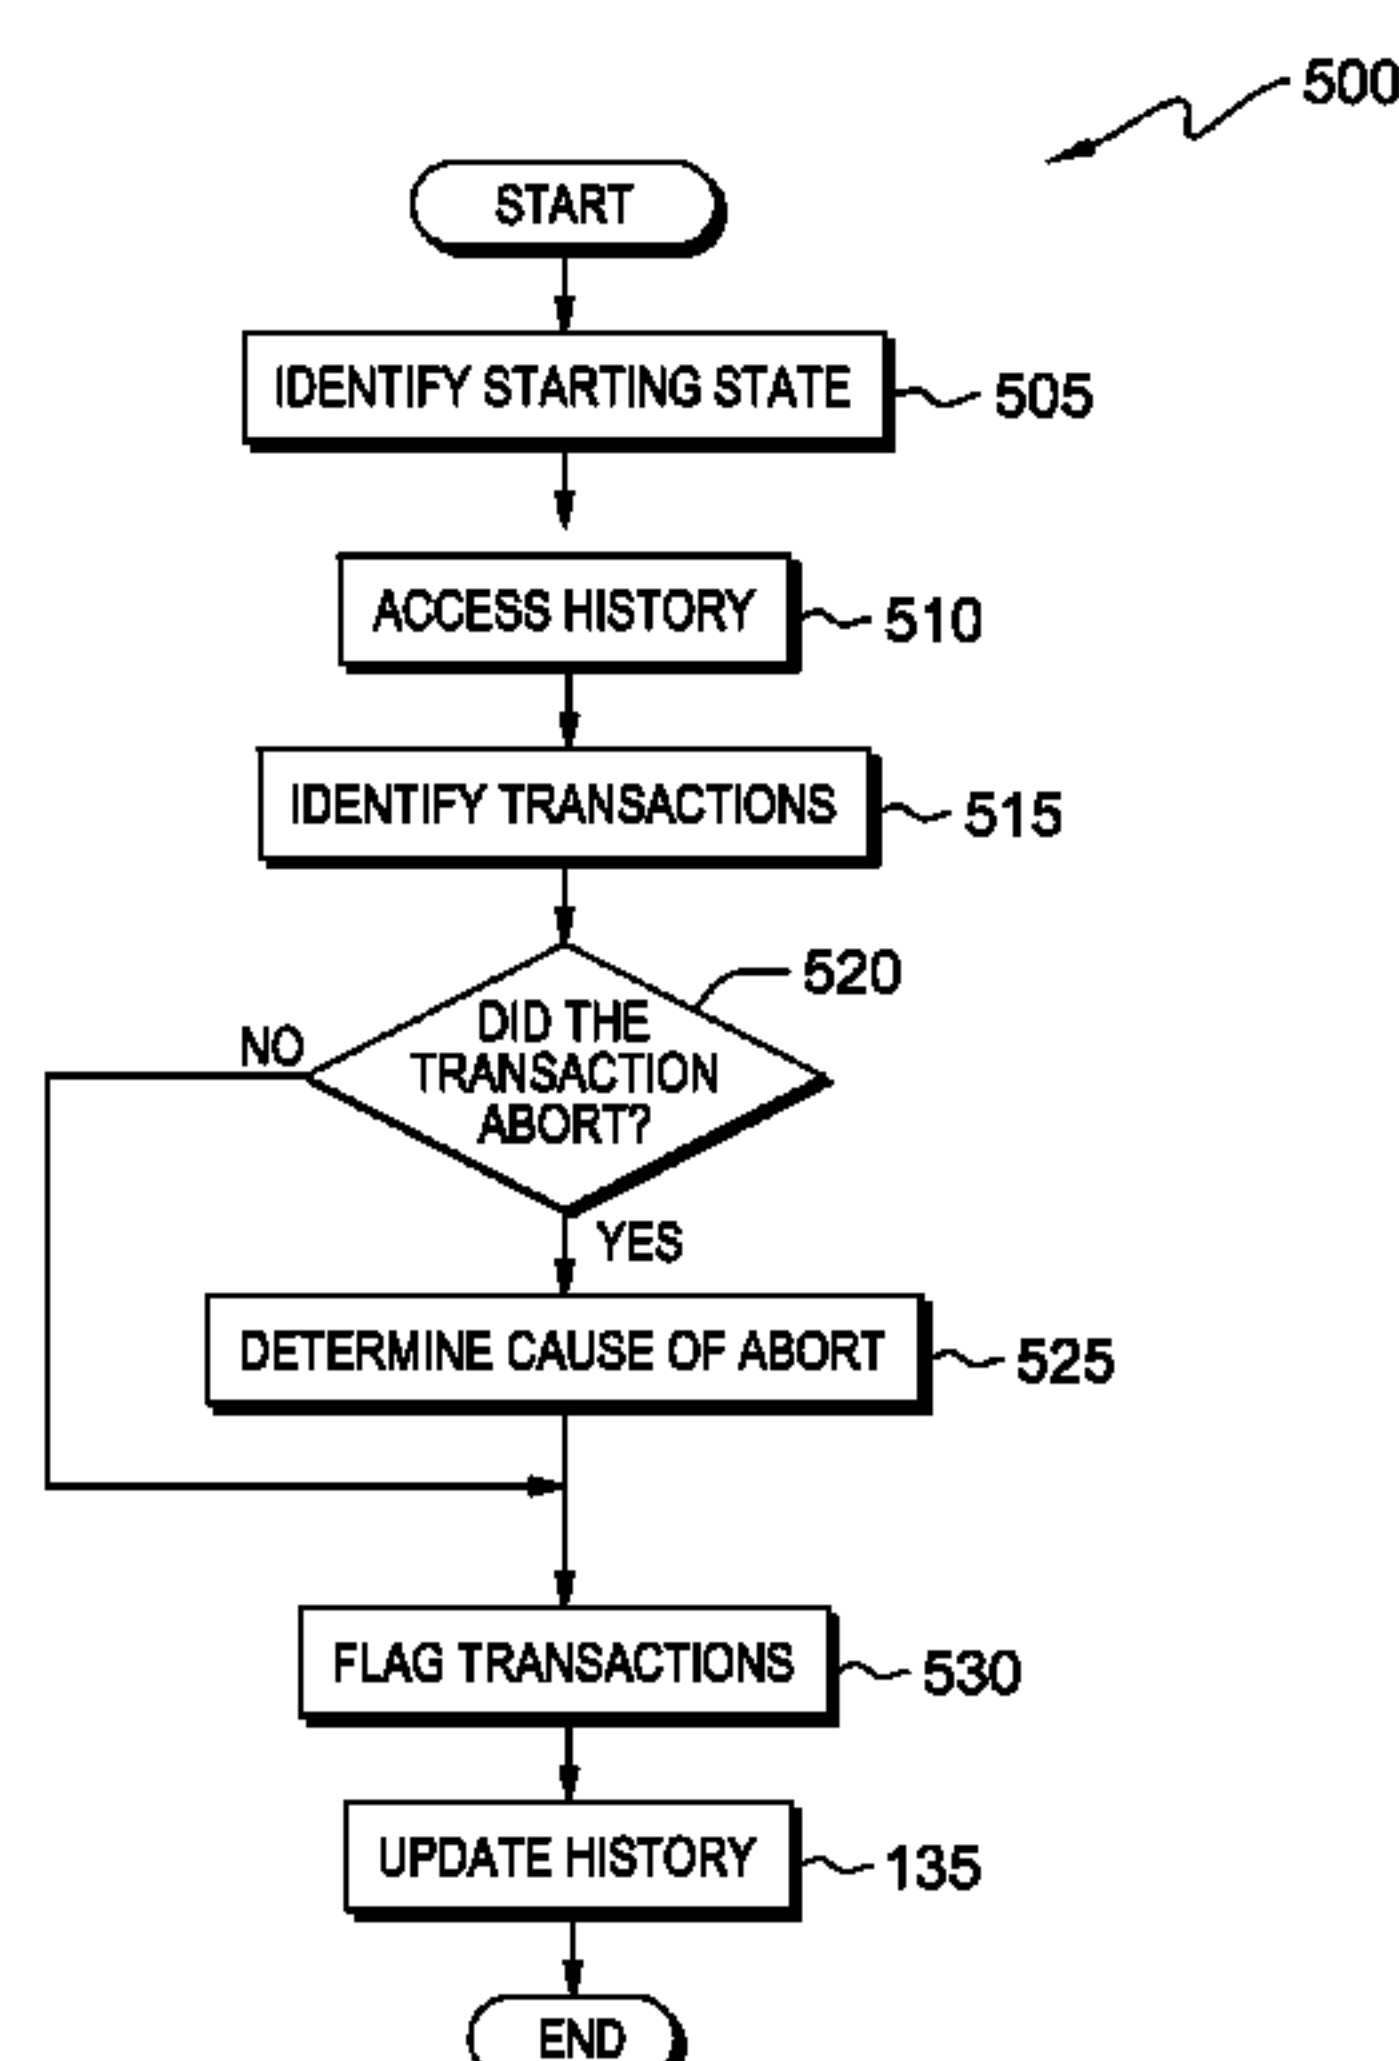 500
START
IDENTIFY STARTING STATE
505
ACCESS HISTORY
510
IDENTIFY TRANSACTIONS
515
520
DID THE
TRANSACTION
ABORT?
NO
YES
DETERMINE CAUSE OF ABORT
525
FLAG TRANSACTIONS
530
UPDATE HISTORY
135
END